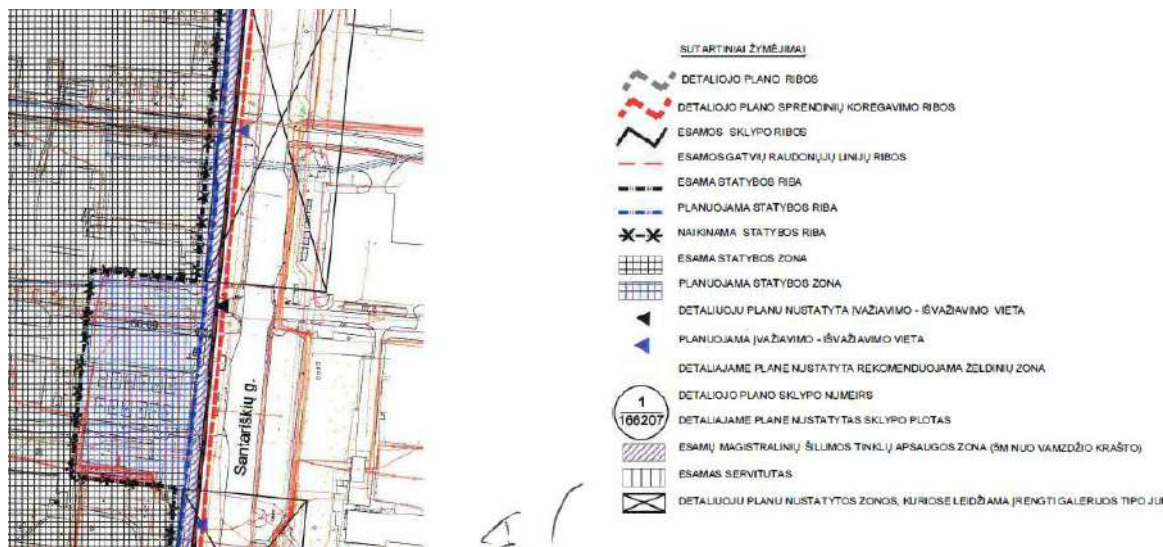 Santariškių g.
SUTARTINIAI ŽYMĖJIMAI
DETALIOJO PLANO RIBOS
DETALIOJO PLANO SPRENDINIŲ KOREGAVIMO RIBOS
ESAMOS SKLYPO RIBOS
ESAMOS GATVIŲ RAUDONŲJŲ LINIJŲ RIBOS
ESAMA STATYBOS RIBA
PLANUOJAMA STATYBOS RIBA
NAIKINAMA STATYBOS RIBA
ESAMA STATYBOS ZONA
PLANUOJAMA STATYBOS ZONA
DETALIUOJU PLANU NUSTATYTA ĮVAŽIAVIMO - IŠVAŽIAVIMO VIETA
PLANUOJAMA ĮVAŽIAVIMO - IŠVAŽIAVIMO VIETA
DETALIAJAME PLANE NUSTATYTA REKOMENDUOJAMA ŽELDINIŲ ZONA
1
166207
DETALIOJO PLANO SKLYPO NUMEIRS
DETALIAJAME PLANE NUSTATYTAS SKLYPO PLOTAS
ESAMŲ MAGISTRALINIŲ ŠILUMOS TINKLŲ APSAUGOS ZONA (5M NUO VAMZDŽIO KRAŠTO)
ESAMAS SERVITUTAS
DETALIUOJU PLANU NUSTATYTOS ZONOS, KURIOSE LEIDŽIAMA ĮRENGTI GALERIJOS TIPO